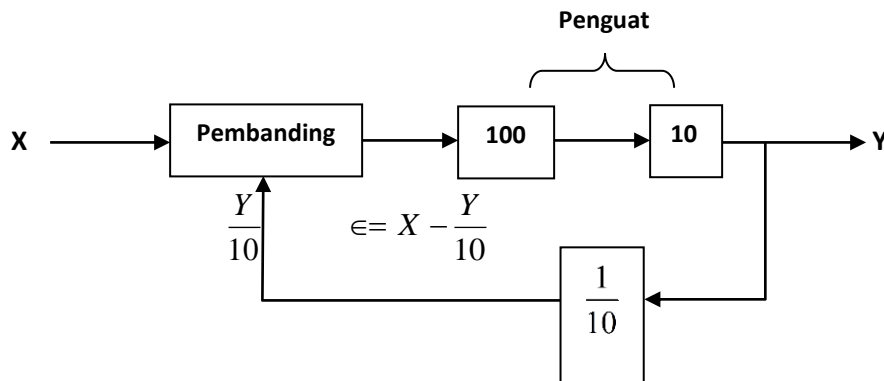 Penguat
X
Pembanding
100
10
Y
Y/10
∈= X − Y/10
1/10